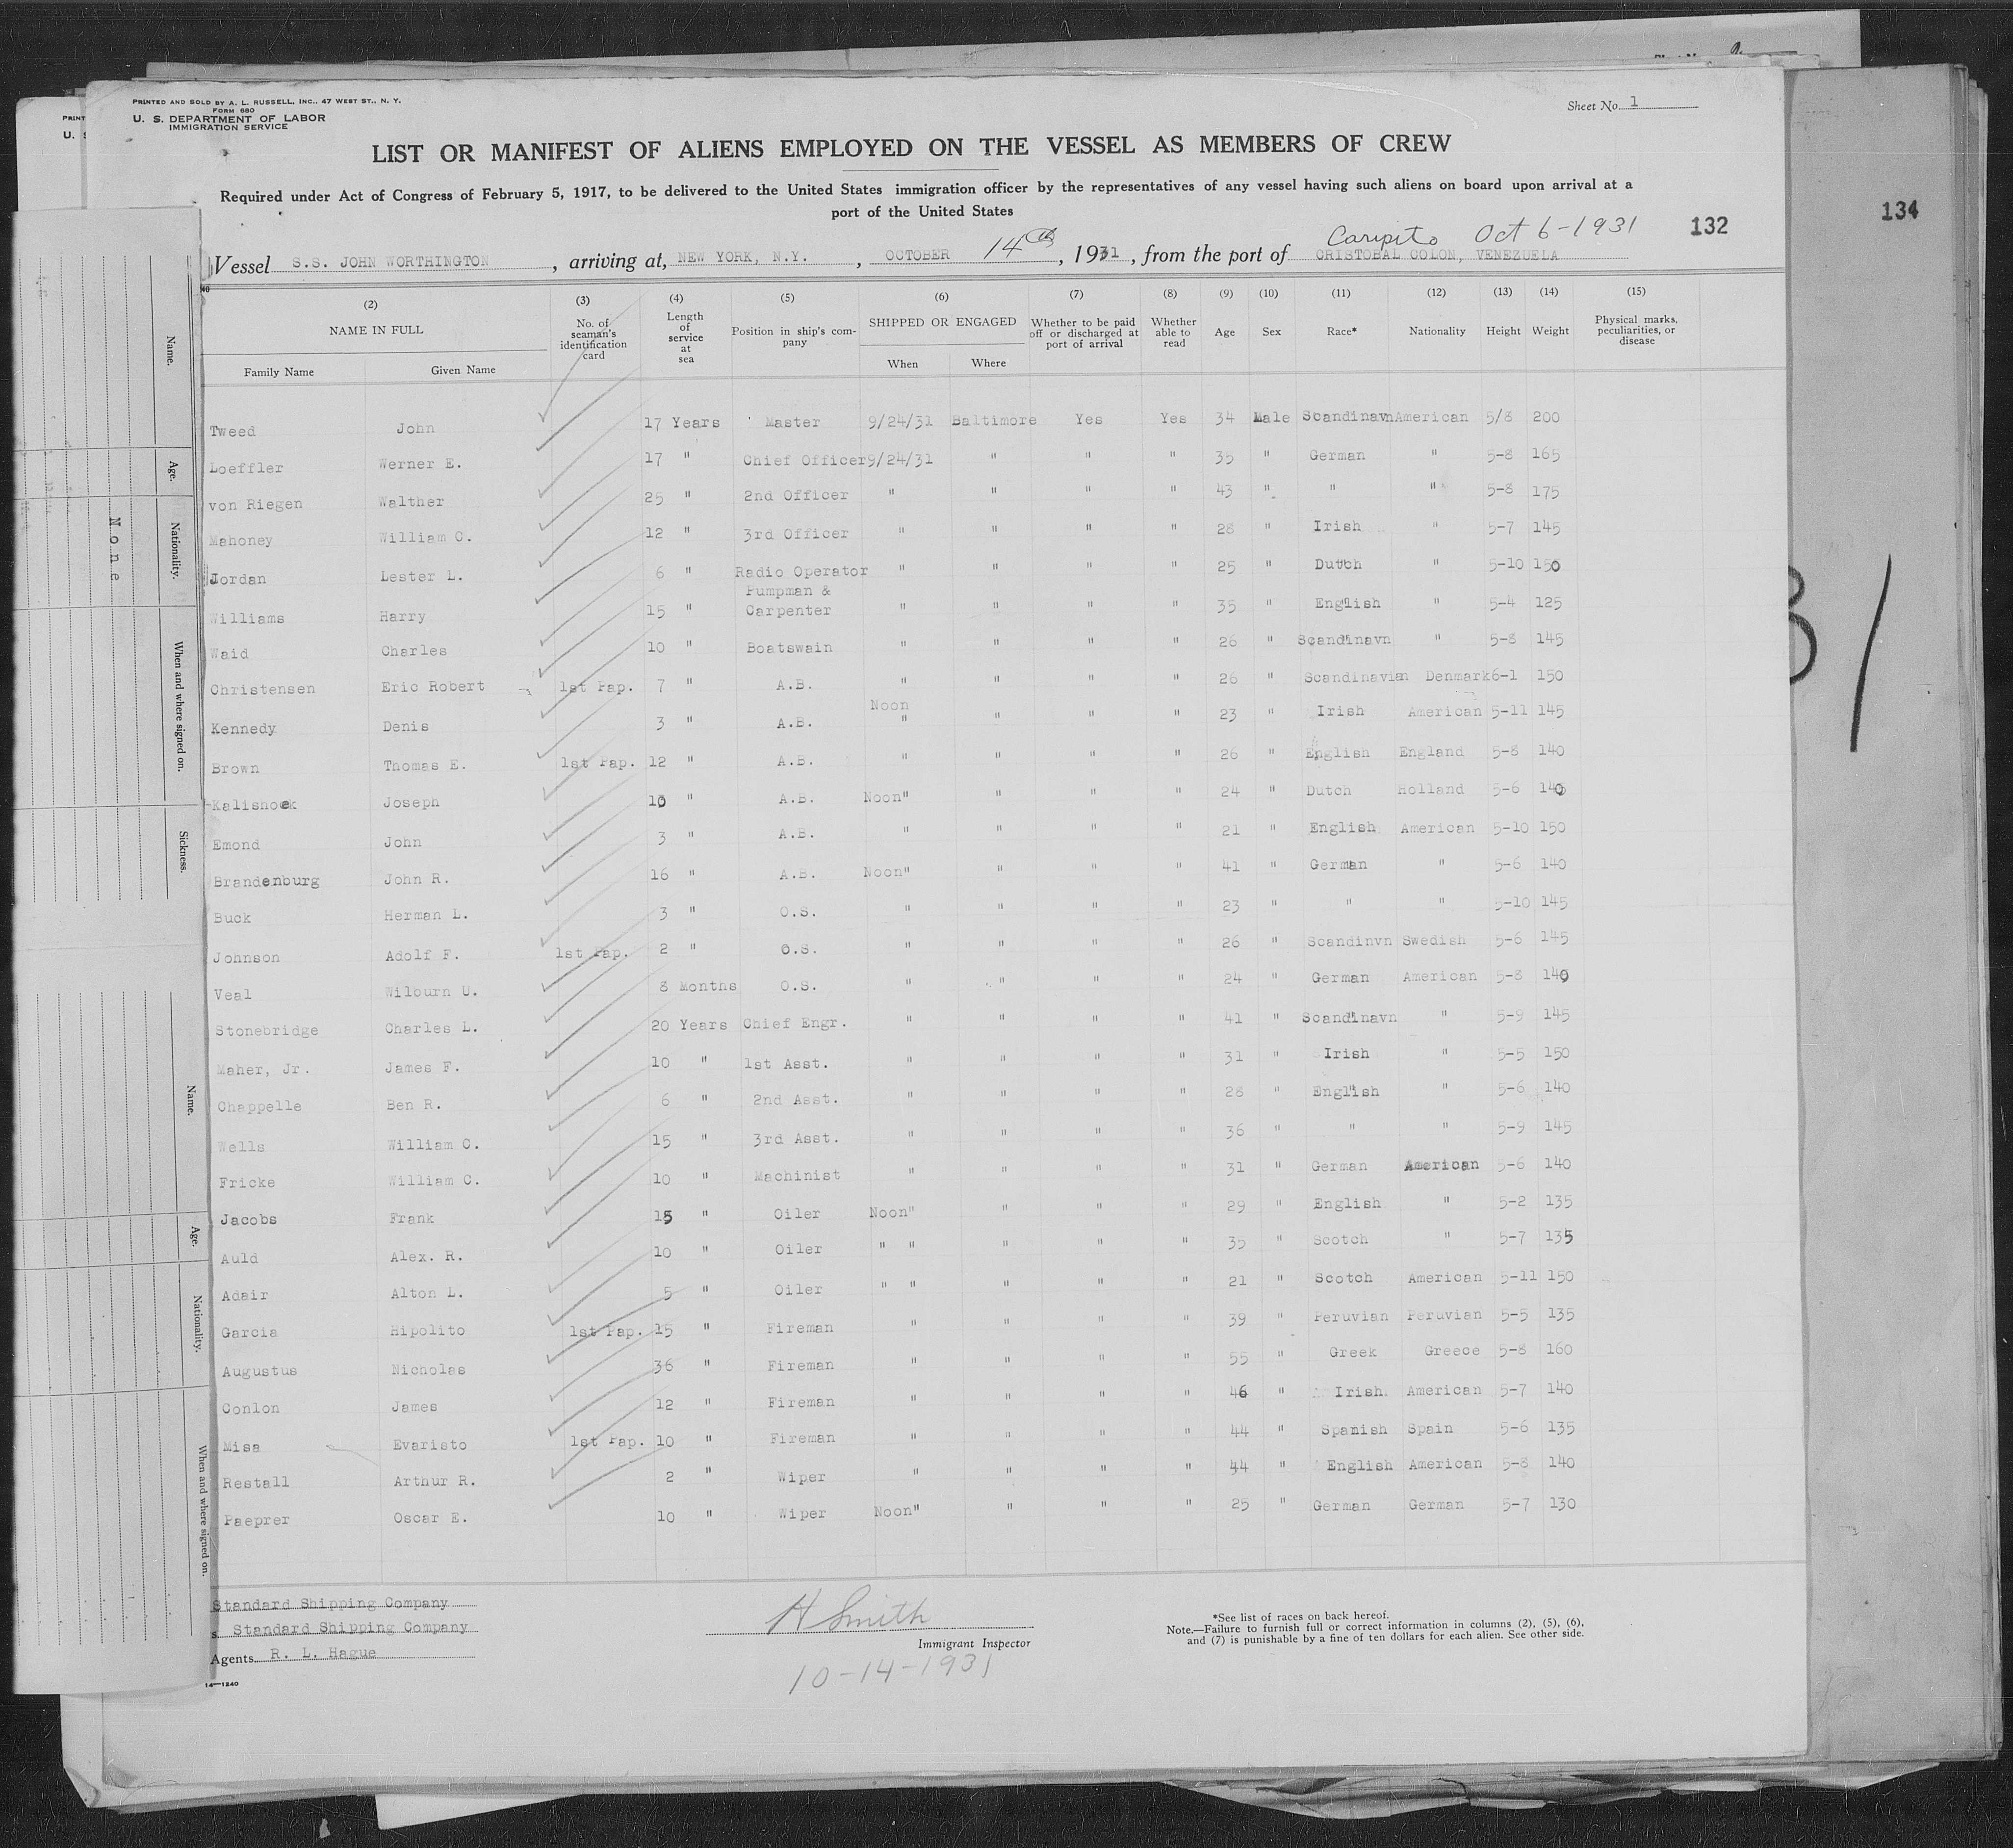 PRINTED AND SOLD BY A. L. RUSSELL, INC., 47 WEST ST., N. Y.
FORM 680
U. S. DEPARTMENT OF LABOR
IMMIGRATION SERVICE
Sheet No. 1
LIST OR MANIFEST OF ALIENS EMPLOYED ON THE VESSEL AS MEMBERS OF CREW
Required under Act of Congress of February 5, 1917, to be delivered to the United States immigration officer by the representatives of any vessel having such aliens on board upon arrival at a
port of the United States
132
134
Caripito Oct 6-1931
Vessel S.S. JOHN WORTHINGTON, arriving at, NEW YORK, N.Y., OCTOBER 14th, 1931, from the port of CRISTOBAL COLON, VENEZUELA
(2) (3) (4) (5) (6) (7) (8) (9) (10) (11) (12) (13) (14) (15)
NAME IN FULL No. of seaman's identification card Length of service at sea Position in ship's company SHIPPED OR ENGAGED Whether to be paid off or discharged at port of arrival Whether able to read Age Sex Race* Nationality Height Weight Physical marks, peculiarities, or disease
Family Name Given Name When Where
Tweed John 17 Years Master 9/24/31 Baltimore Yes Yes 34 Male Scandinavn American 5/8 200
Loeffler Werner E. 17 " Chief Officer 9/24/31 " " " 35 " German " 5-8 165
von Riegen Walther 25 " 2nd Officer " " " " 43 " " " 5-8 175
Mahoney William C. 12 " 3rd Officer " " " " 28 " Irish " 5-7 145
Jordan Lester L. 6 " Radio Operator " " " " 25 " Dutch " 5-10 150
Williams Harry 15 " Pumpman & Carpenter " " " " 35 " English " 5-4 125
Waid Charles 10 " Boatswain " " " " 26 " Scandinavn " 5-8 145
Christensen Eric Robert 1st Pap. 7 " A.B. " " " " 26 " Scandinavian Denmark 6-1 150
Kennedy Denis 3 " A.B. Noon " " " " 23 " Irish American 5-11 145
Brown Thomas E. 1st Pap. 12 " A.B. " " " " 26 " English England 5-8 140
Kalishoek Joseph 10 " A.B. Noon" " " " 24 " Dutch Holland 5-6 140
Emond John 3 " A.B. " " " " 21 " English American 5-10 150
Brandenburg John R. 16 " A.B. Noon" " " " 41 " German " 5-6 140
Buck Herman L. 3 " O.S. " " " " 23 " " " 5-10 145
Johnson Adolf F. 1st Pap. 2 " O.S. " " " " 26 " Scandinvn Swedish 5-6 145
Veal Wilburn U. 8 Months O.S. " " " " 24 " German American 5-8 140
Stonebridge Charles L. 20 Years Chief Engr. " " " " 41 " Scandinavn " 5-9 145
Maher, Jr. James F. 10 " 1st Asst. " " " " 31 " Irish " 5-5 150
Chappelle Ben R. 6 " 2nd Asst. " " " " 28 " English " 5-6 140
Wells William C. 15 " 3rd Asst. " " " " 36 " " " 5-9 145
Fricke William C. 10 " Machinist " " " " 31 " German American 5-6 140
Jacobs Frank 15 " Oiler Noon" " " " 29 " English " 5-2 135
Auld Alex. R. 10 " Oiler " " " " " 35 " Scotch " 5-7 135
Adair Alton L. 5 " Oiler " " " " " 21 " Scotch American 5-11 150
Garcia Hipolito 1st Pap. 15 " Fireman " " " " 39 " Peruvian Peruvian 5-5 135
Augustus Nicholas 36 " Fireman " " " " 55 " Greek Greece 5-8 160
Conlon James 12 " Fireman " " " " 46 " Irish American 5-7 140
Misa Evaristo 1st Pap. 10 " Fireman " " " " 44 " Spanish Spain 5-6 135
Restall Arthur R. 2 " Wiper " " " " 44 " English American 5-8 140
Paeprer Oscar E. 10 " Wiper Noon" " " " 25 " German German 5-7 130
Standard Shipping Company
s. Standard Shipping Company
Agents R. L. Hague
14—1240
H Smith
Immigrant Inspector
10-14-1931
*See list of races on back hereof.
Note.—Failure to furnish full or correct information in columns (2), (5), (6),
and (7) is punishable by a fine of ten dollars for each alien. See other side.
PRINT
U. S
Name.
Age.
Nationality.
None
When and where signed on.
Sickness.
Name.
Age.
Nationality.
When and where signed on.